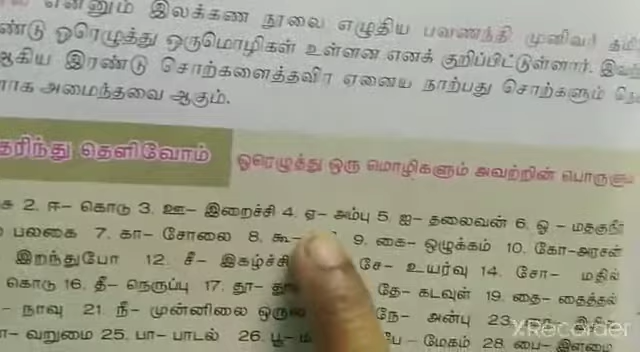 என்னும் இலக்கண நூலை எழுதிய பவணந்தி முனிவர்
ஓரெழுத்து ஒருமொழிகள் உள்ளன எனக் குறிப்பிட்டுள்ளார்.
ஆகிய இரண்டு சொற்களைத்தவிர ஏனைய நாற்பது சொற்களும்
அமைந்தவை ஆகும்.
தெளிவோம் ஓரெழுத்து ஒரு மொழிகளும் அவற்றின்
2. ஈ- கொடு 3. ஊ- இறைச்சி 4. ஏ- அம்பு 5. ஐ- தலைவன் 6. ஓ - மதகுநீர்
பலகை 7. கா- சோலை 8. கூ- 9. கை- ஒழுக்கம் 10. கோ-அரசன்
இறந்துபோ 12. சீ- இகழ்ச்சி சே- உயர்வு 14. சோ- மதில்
கொடு 16. தீ- நெருப்பு 17. தூ- தே- கடவுள் 19. தை- தைத்தல்
- நாவு 21. நீ- முன்னிலை நே- அன்பு 23.
வறுமை 25. பா- பாடல் 26. பூ- மேகம் 28. பை- இளமை
XRecorder